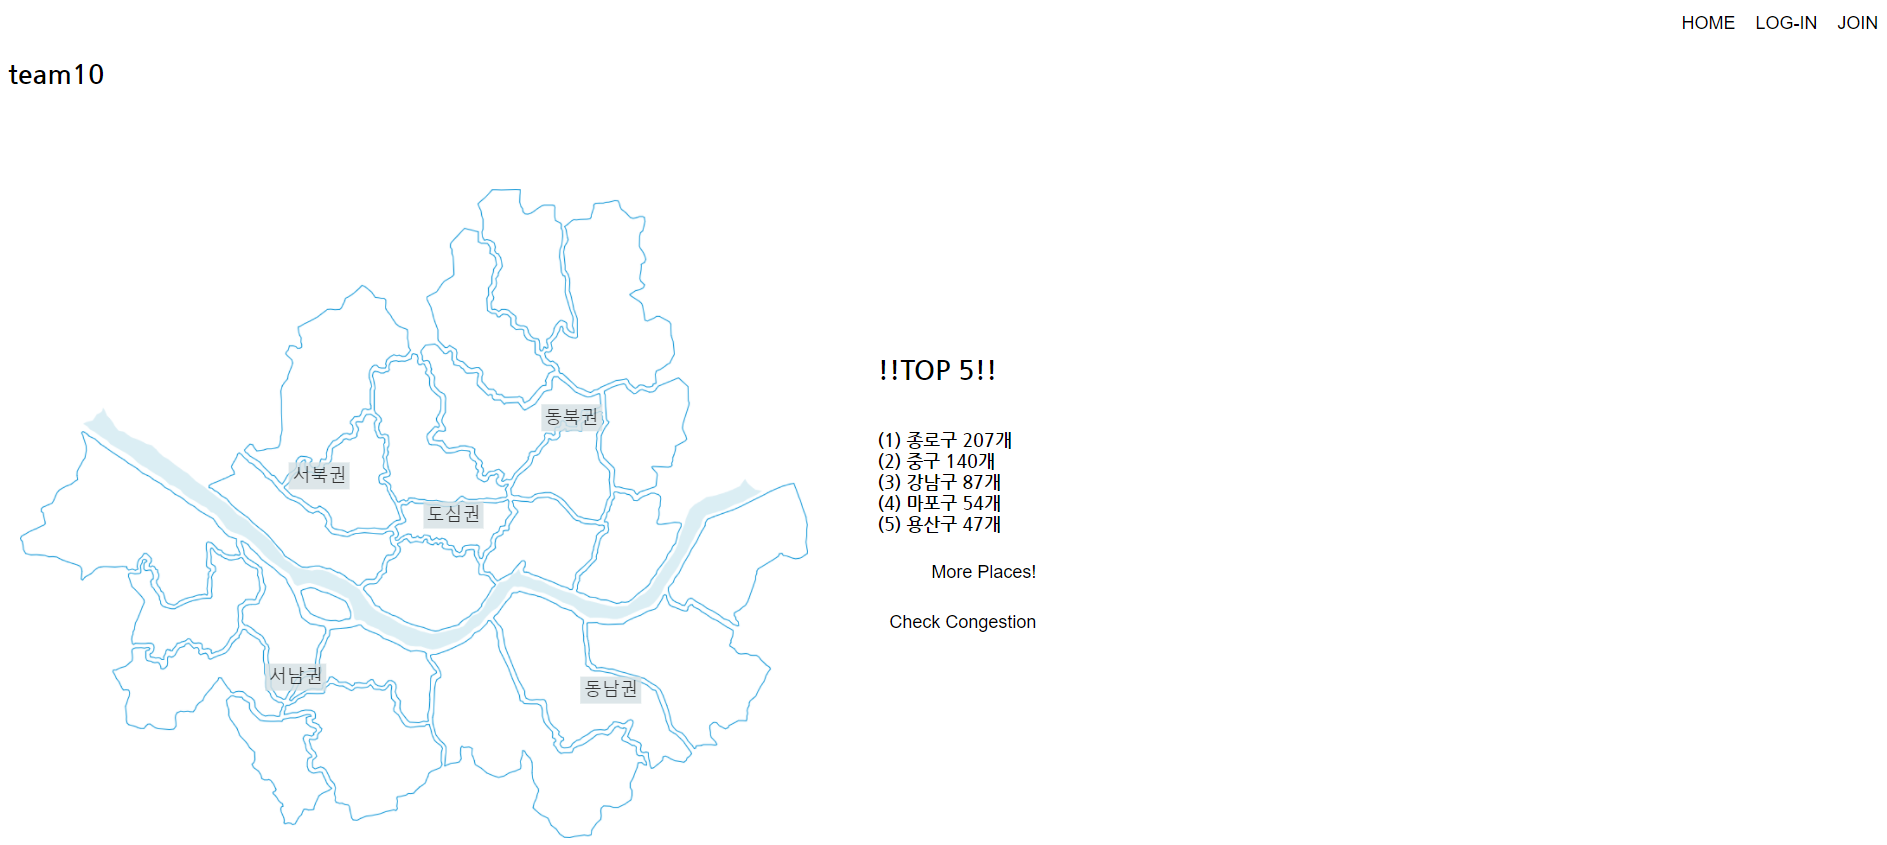 HOME LOG-IN JOIN
team10
동북권
서북권
도심권
서남권
동남권
!!TOP 5!!
(1) 종로구 207개
(2) 중구 140개
(3) 강남구 87개
(4) 마포구 54개
(5) 용산구 47개
More Places!
Check Congestion